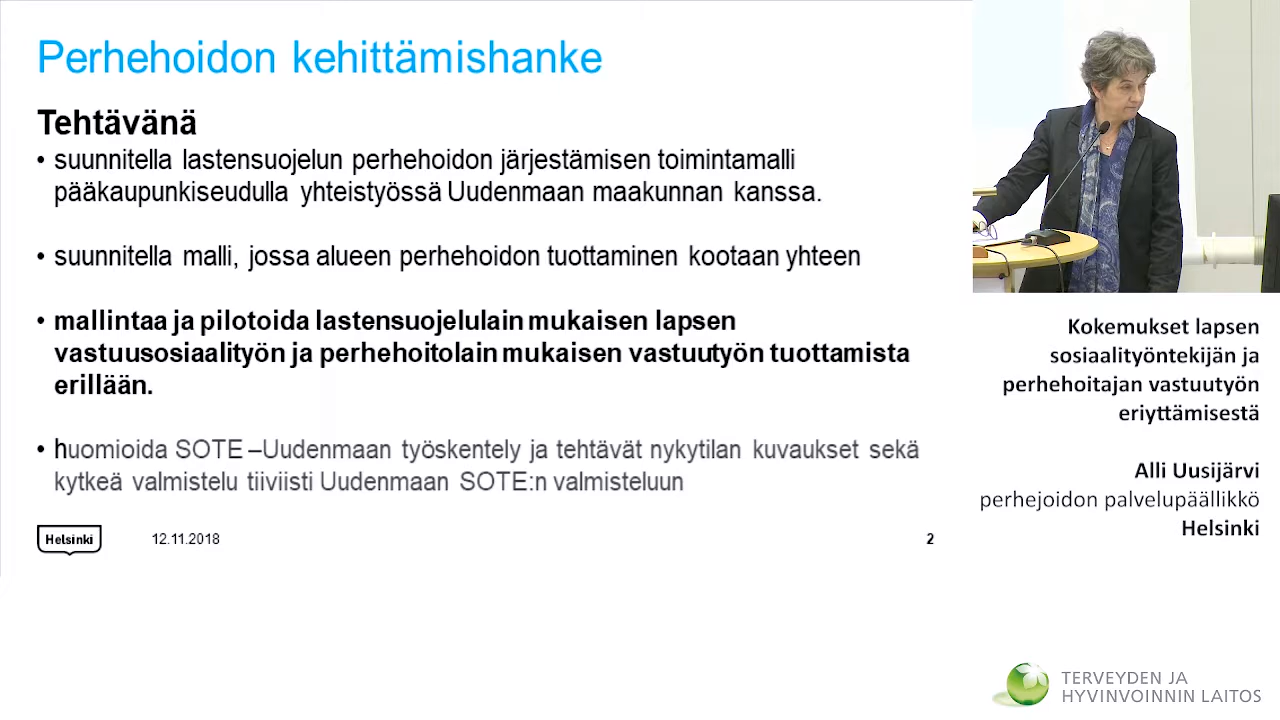 Perhehoidon kehittämishanke
Tehtävänä
• suunnitella lastensuojelun perhehoidon järjestämisen toimintamalli
pääkaupunkiseudulla yhteistyössä Uudenmaan maakunnan kanssa.
• suunnitella malli, jossa alueen perhehoidon tuottaminen kootaan yhteen
• mallintaa ja pilotoida lastensuojelulain mukaisen lapsen
vastuusosiaalityön ja perhehoitolain mukaisen vastuutyön tuottamista
erillään.
• huomioida SOTE –Uudenmaan työskentely ja tehtävät nykytilan kuvaukset sekä
kytkeä valmistelu tiiviisti Uudenmaan SOTE:n valmisteluun
Helsinki
12.11.2018
2
Kokemukset lapsen
sosiaalityöntekijän ja
perhehoitajan vastuutyön
eriyttämisestä
Alli Uusijärvi
perhejoidon palvelupäällikkö
Helsinki
TERVEYDEN JA
HYVINVOINNIN LAITOS